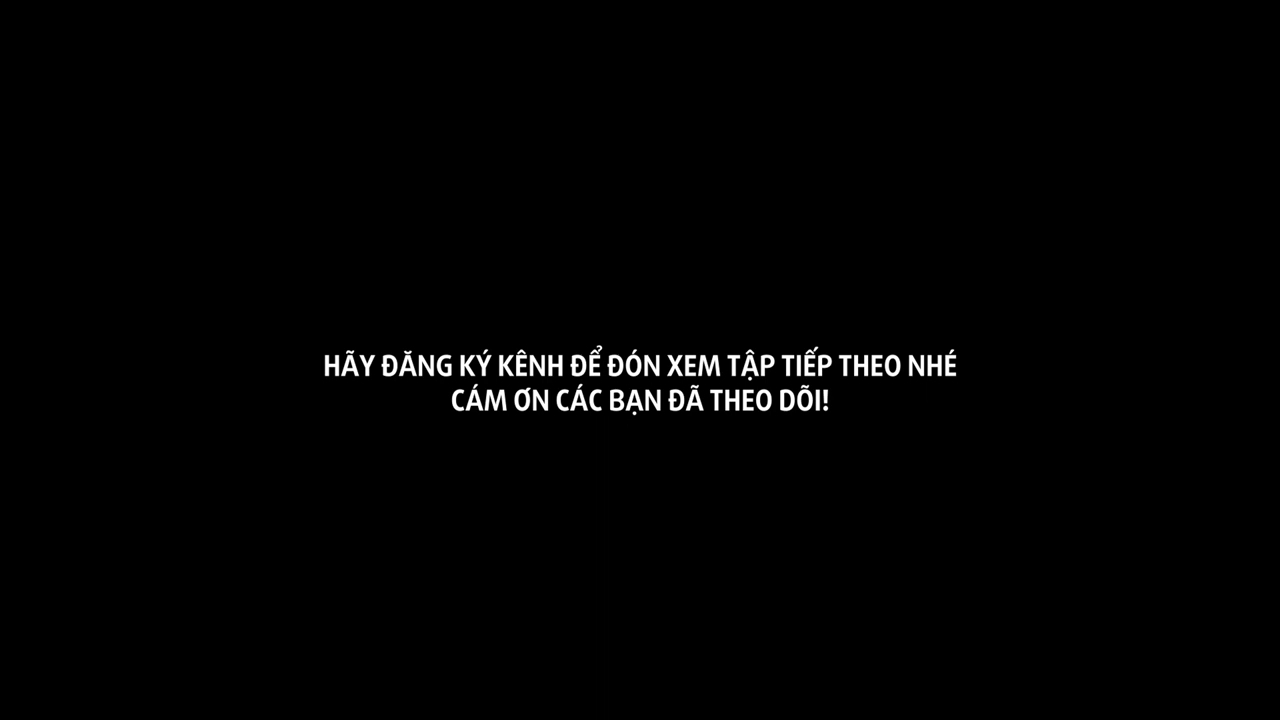 HÃY ĐĂNG KÝ KÊNH ĐỂ ĐÓN XEM TẬP TIẾP THEO NHÉ
CÁM ƠN CÁC BẠN ĐÃ THEO DÕI!